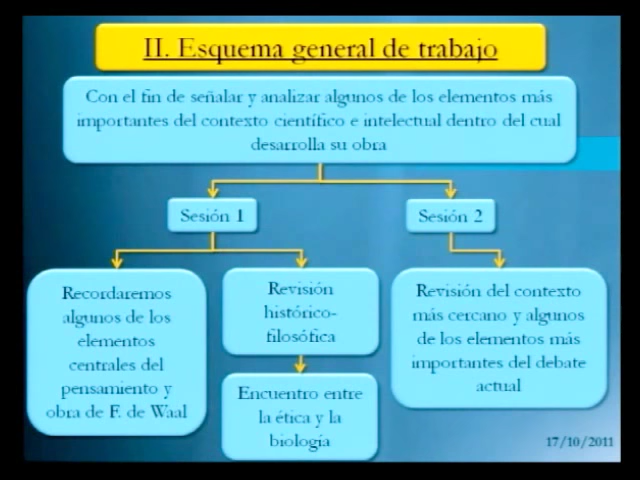 II. Esquema general de trabajo
Con el fin de señalar y analizar algunos de los elementos más
importantes del contexto científico e intelectual dentro del cual
desarrolla su obra
Sesión 1
Sesión 2
Recordaremos
algunos de los
elementos
centrales del
pensamiento y
obra de F. de Waal
Revisión
histórico-
filosófica
Encuentro entre
la ética y la
biología
Revisión del contexto
más cercano y algunos
de los elementos más
importantes del debate
actual
17/10/2011